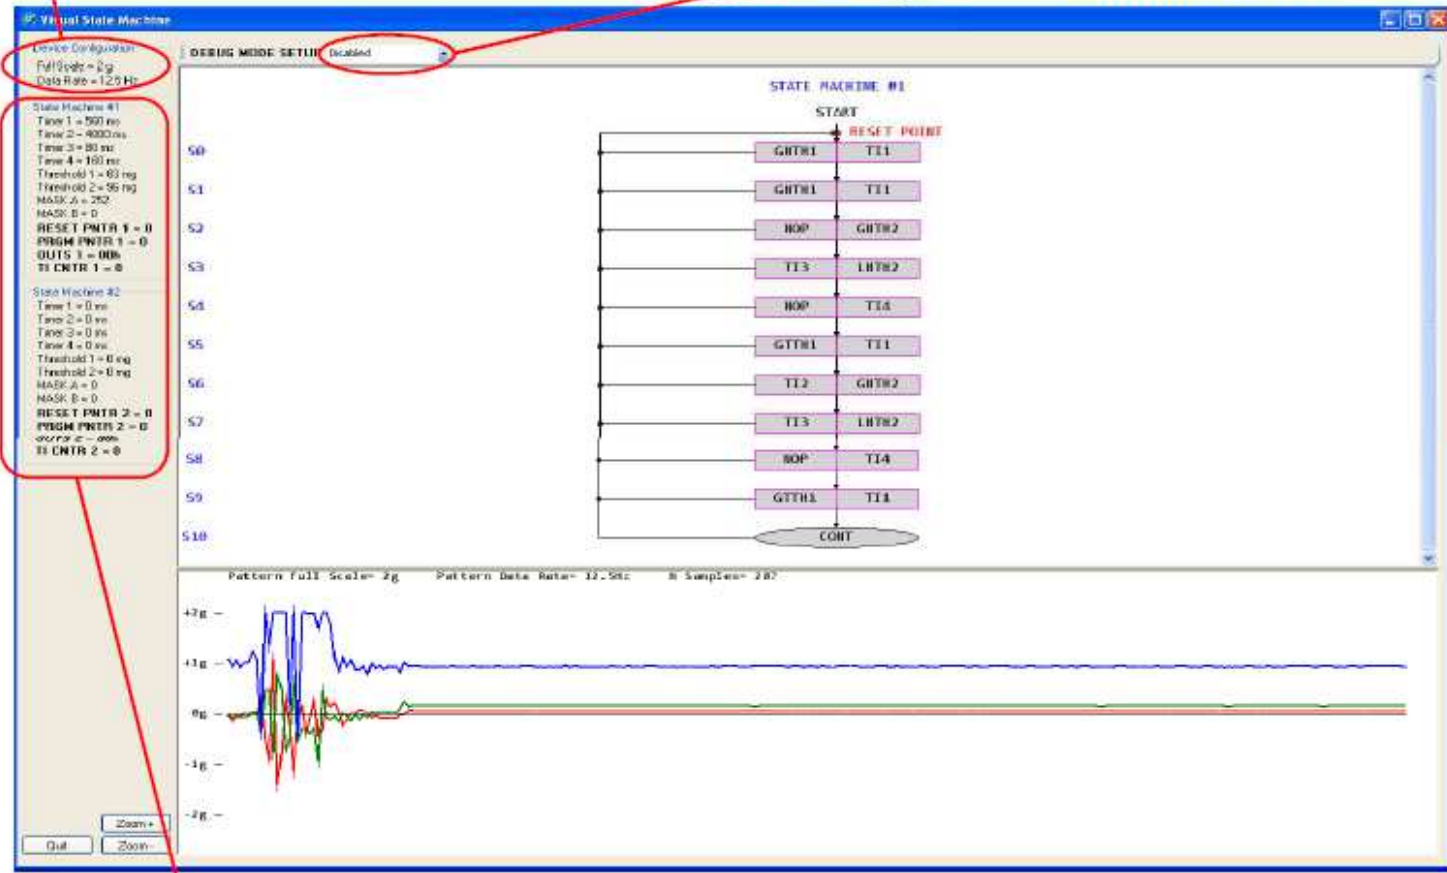 Virtual State Machine
Device Configuration
Full Scale = 2 g
Data Rate = 12.5 Hz
DEBUG MODE SETUP Disabled
State Machine #1
Timer 1 = 560 ms
Timer 2 = 4000 ms
Timer 3 = 80 ms
Timer 4 = 160 ms
Threshold 1 = 63 mg
Threshold 2 = 96 mg
MASK A = 252
MASK B = 0
RESET PNTR 1 = 0
PRGM PNTR 1 = 0
OUTS 1 = 00h
TI CNTR 1 = 0
State Machine #2
Timer 1 = 0 ms
Timer 2 = 0 ms
Timer 3 = 0 ms
Timer 4 = 0 ms
Threshold 1 = 0 mg
Threshold 2 = 0 mg
MASK A = 0
MASK B = 0
RESET PNTR 2 = 0
PRGM PNTR 2 = 0
OUTS 2 = 00h
TI CNTR 2 = 0
Zoom+
Quit Zoom-
STATE MACHINE #1
START
RESET POINT
S0 GNTH1 TI1
S1 GNTH1 TI1
S2 NOP GNTH2
S3 TI3 LNTH2
S4 NOP TI4
S5 GTTH1 TI1
S6 TI2 GNTH2
S7 TI3 LNTH2
S8 NOP TI4
S9 GTTH1 TI1
S10 CONT
Pattern Full Scale= 2g Pattern Data Rate= 12.5Hz N Samples= 207
+2g
+1g
0g
-1g
-2g